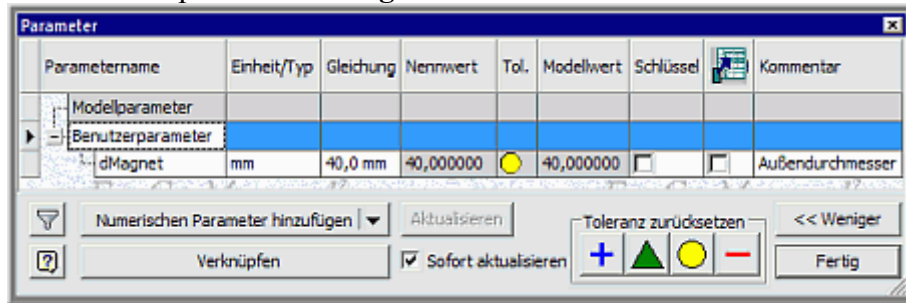 Parameter
Parametername Einheit/Typ Gleichung Nennwert Tol. Modellwert Schlüssel Kommentar
Modellparameter
Benutzerparameter
dMagnet mm 40,0 mm 40,000000 40,000000 Außendurchmesser
Numerischen Parameter hinzufügen Aktualisieren Toleranz zurücksetzen << Weniger
Verknüpfen Sofort aktualisieren Fertig